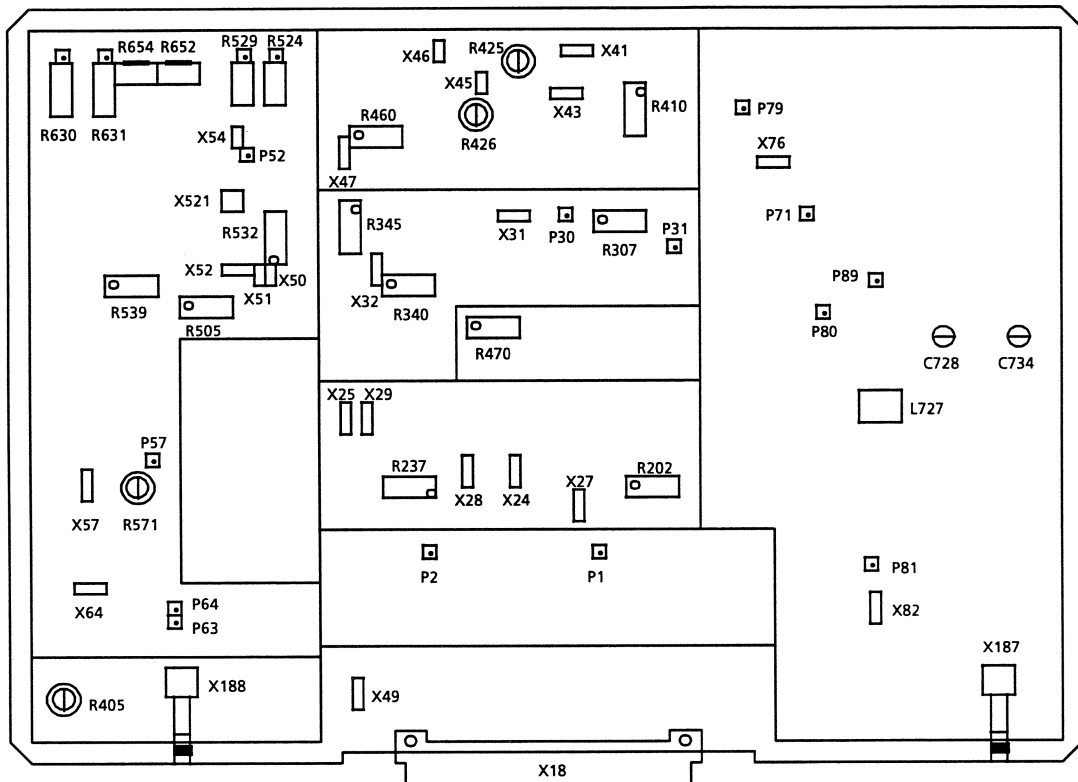 R654 R652 R529 R524
R630 R631
X54 P52
X521
R532
X52 X50
X51
R539 R505
P57
X57 R571
X64 P64
P63
R405 X188
X46 R425 X41
X45 X43 R410
R460 R426
X47
R345 X31 P30 R307 P31
X32 R340
R470
X25 X29
R237 X28 X24 X27 R202
P2 P1
X49
X18
P79
X76
P71
P89
P80
C728 C734
L727
P81
X82
X187